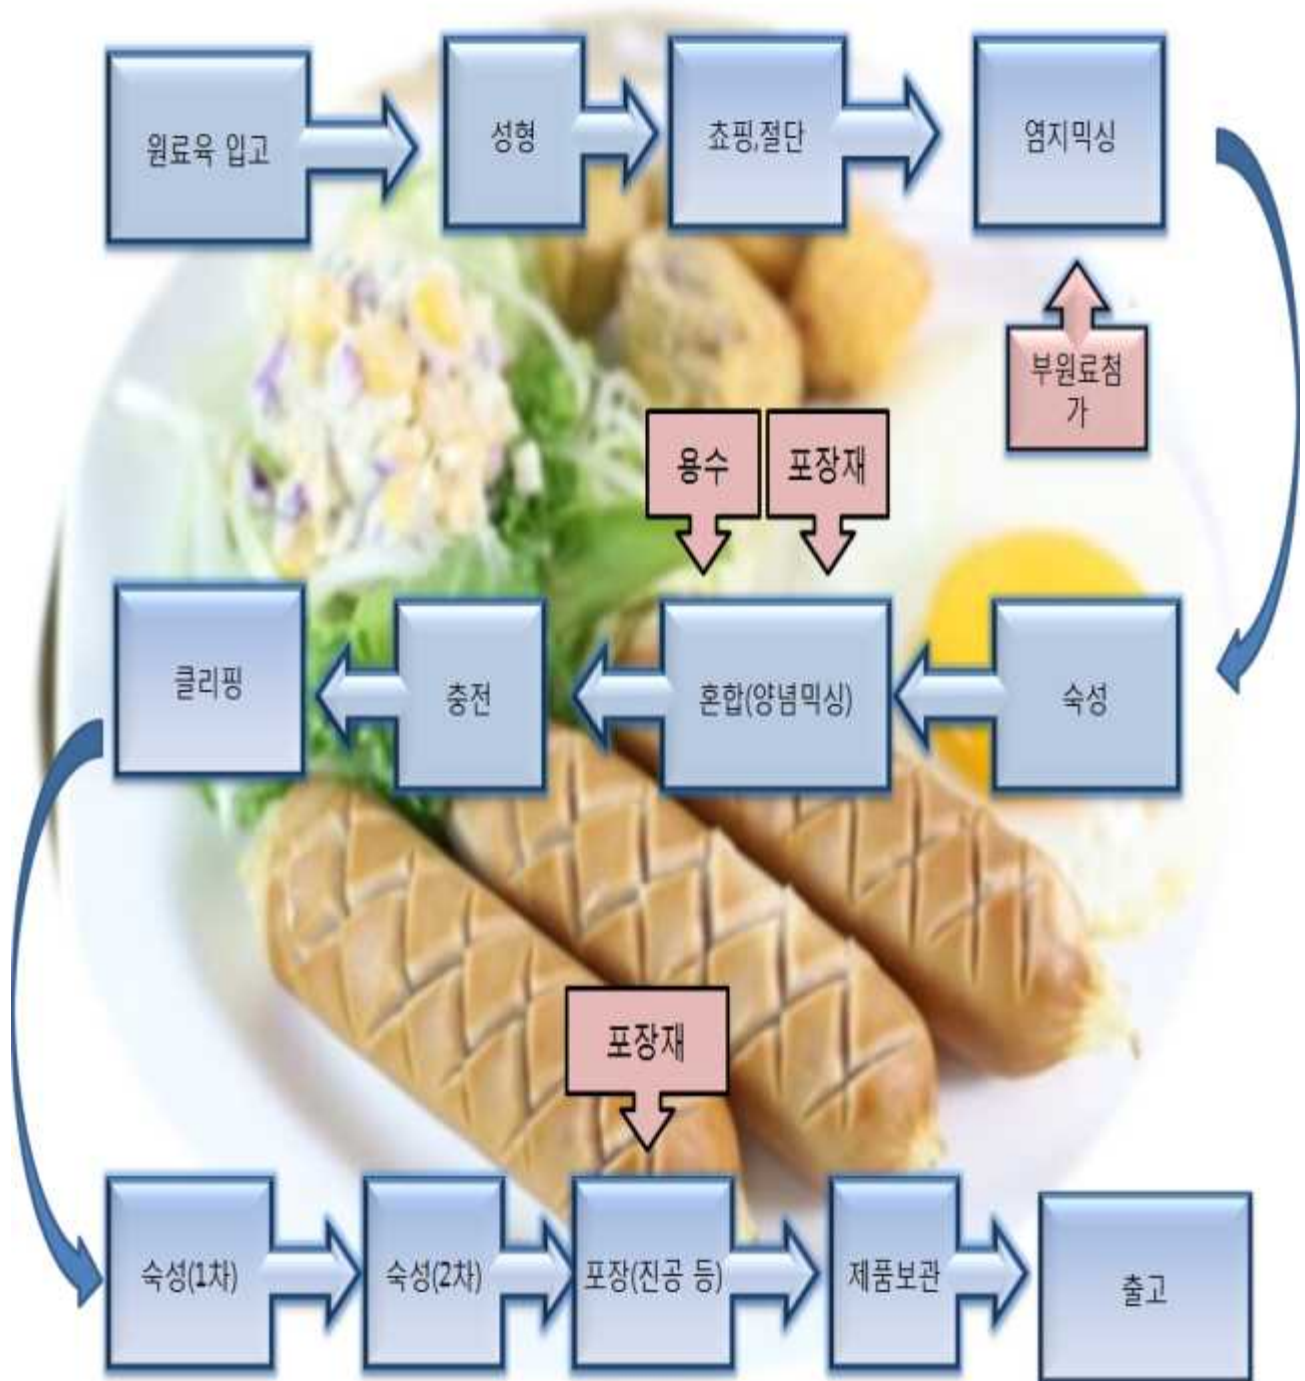 원료육 입고
성형
쵸핑,절단
염지믹싱
부원료첨
가
용수
포장재
클리핑
충전
혼합(양념믹싱)
숙성
포장재
숙성(1차)
숙성(2차)
포장(진공 등)
제품보관
출고